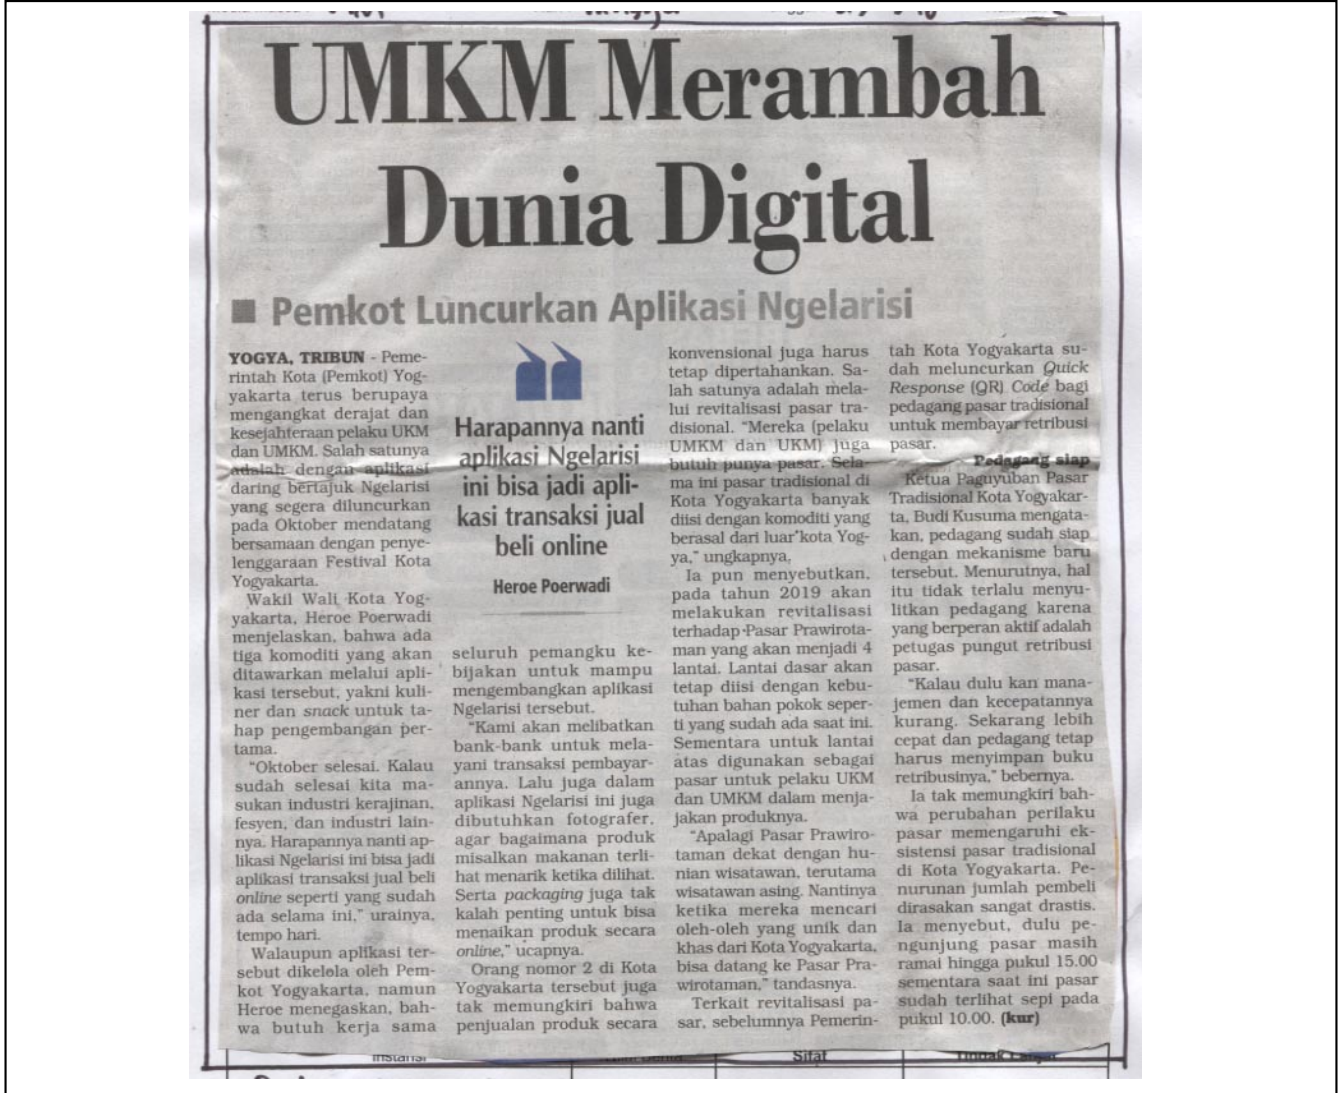 UMKM Merambah
Dunia Digital
■ Pemkot Luncurkan Aplikasi Ngelarisi
YOGYA, TRIBUN - Peme-
rintah Kota (Pemkot) Yog-
yakarta terus berupaya
mengangkat derajat dan
kesejahteraan pelaku UKM
dan UMKM. Salah satunya
adalah dengan aplikasi
daring bertajuk Ngelarisi
yang segera diluncurkan
pada Oktober mendatang
bersamaan dengan penye-
lenggaraan Festival Kota
Yogyakarta.
Wakil Wali Kota Yog-
yakarta, Heroe Poerwadi
menjelaskan, bahwa ada
tiga komoditi yang akan
ditawarkan melalui apli-
kasi tersebut, yakni kuli-
ner dan snack untuk ta-
hap pengembangan per-
tama.
"Oktober selesai. Kalau
sudah selesai kita ma-
sukan industri kerajinan,
fesyen, dan industri lain-
nya. Harapannya nanti ap-
likasi Ngelarisi ini bisa jadi
aplikasi transaksi jual beli
online seperti yang sudah
ada selama ini," urainya,
tempo hari.
Walaupun aplikasi ter-
sebut dikelola oleh Pem-
kot Yogyakarta, namun
Heroe menegaskan, bah-
wa butuh kerja sama
Harapannya nanti
aplikasi Ngelarisi
ini bisa jadi apli-
kasi transaksi jual
beli online
Heroe Poerwadi
seluruh pemangku ke-
bijakan untuk mampu
mengembangkan aplikasi
Ngelarisi tersebut.
"Kami akan melibatkan
bank-bank untuk mela-
yani transaksi pembayar-
annya. Lalu juga dalam
aplikasi Ngelarisi ini juga
dibutuhkan fotografer,
agar bagaimana produk
misalkan makanan terli-
hat menarik ketika dilihat.
Serta packaging juga tak
kalah penting untuk bisa
menaikan produk secara
online," ucapnya.
Orang nomor 2 di Kota
Yogyakarta tersebut juga
tak memungkiri bahwa
penjualan produk secara
konvensional juga harus
tetap dipertahankan. Sa-
lah satunya adalah mela-
lui revitalisasi pasar tra-
disional. "Mereka (pelaku
UMKM dan UKM) juga
butuh punya pasar. Sela-
ma ini pasar tradisional di
Kota Yogyakarta banyak
diisi dengan komoditi yang
berasal dari luar kota Yog-
ya," ungkapnya.
Ia pun menyebutkan,
pada tahun 2019 akan
melakukan revitalisasi
terhadap Pasar Prawirota-
man yang akan menjadi 4
lantai. Lantai dasar akan
tetap diisi dengan kebu-
tuhan bahan pokok seper-
ti yang sudah ada saat ini.
Sementara untuk lantai
atas digunakan sebagai
pasar untuk pelaku UKM
dan UMKM dalam menja-
jakan produknya.
"Apalagi Pasar Prawiro-
taman dekat dengan hu-
nian wisatawan, terutama
wisatawan asing. Nantinya
ketika mereka mencari
oleh-oleh yang unik dan
khas dari Kota Yogyakarta,
bisa datang ke Pasar Pra-
wirotaman," tandasnya.
Terkait revitalisasi pa-
sar, sebelumnya Pemerin-
tah Kota Yogyakarta su-
dah meluncurkan Quick
Response (QR) Code bagi
pedagang pasar tradisional
untuk membayar retribusi
pasar.
Pedagang siap
Ketua Paguyuban Pasar
Tradisional Kota Yogyakar-
ta, Budi Kusuma mengata-
kan, pedagang sudah siap
dengan mekanisme baru
tersebut. Menurutnya, hal
itu tidak terlalu menyu-
litkan pedagang karena
yang berperan aktif adalah
petugas pungut retribusi
pasar.
"Kalau dulu kan mana-
jemen dan kecepatannya
kurang. Sekarang lebih
cepat dan pedagang tetap
harus menyimpan buku
retribusinya," bebernya.
Ia tak memungkiri bah-
wa perubahan perilaku
pasar memengaruhi ek-
sistensi pasar tradisional
di Kota Yogyakarta. Pe-
nurunan jumlah pembeli
dirasakan sangat drastis.
Ia menyebut, dulu pe-
ngunjung pasar masih
ramai hingga pukul 15.00
sementara saat ini pasar
sudah terlihat sepi pada
pukul 10.00. (kur)
Instansi
Sifat